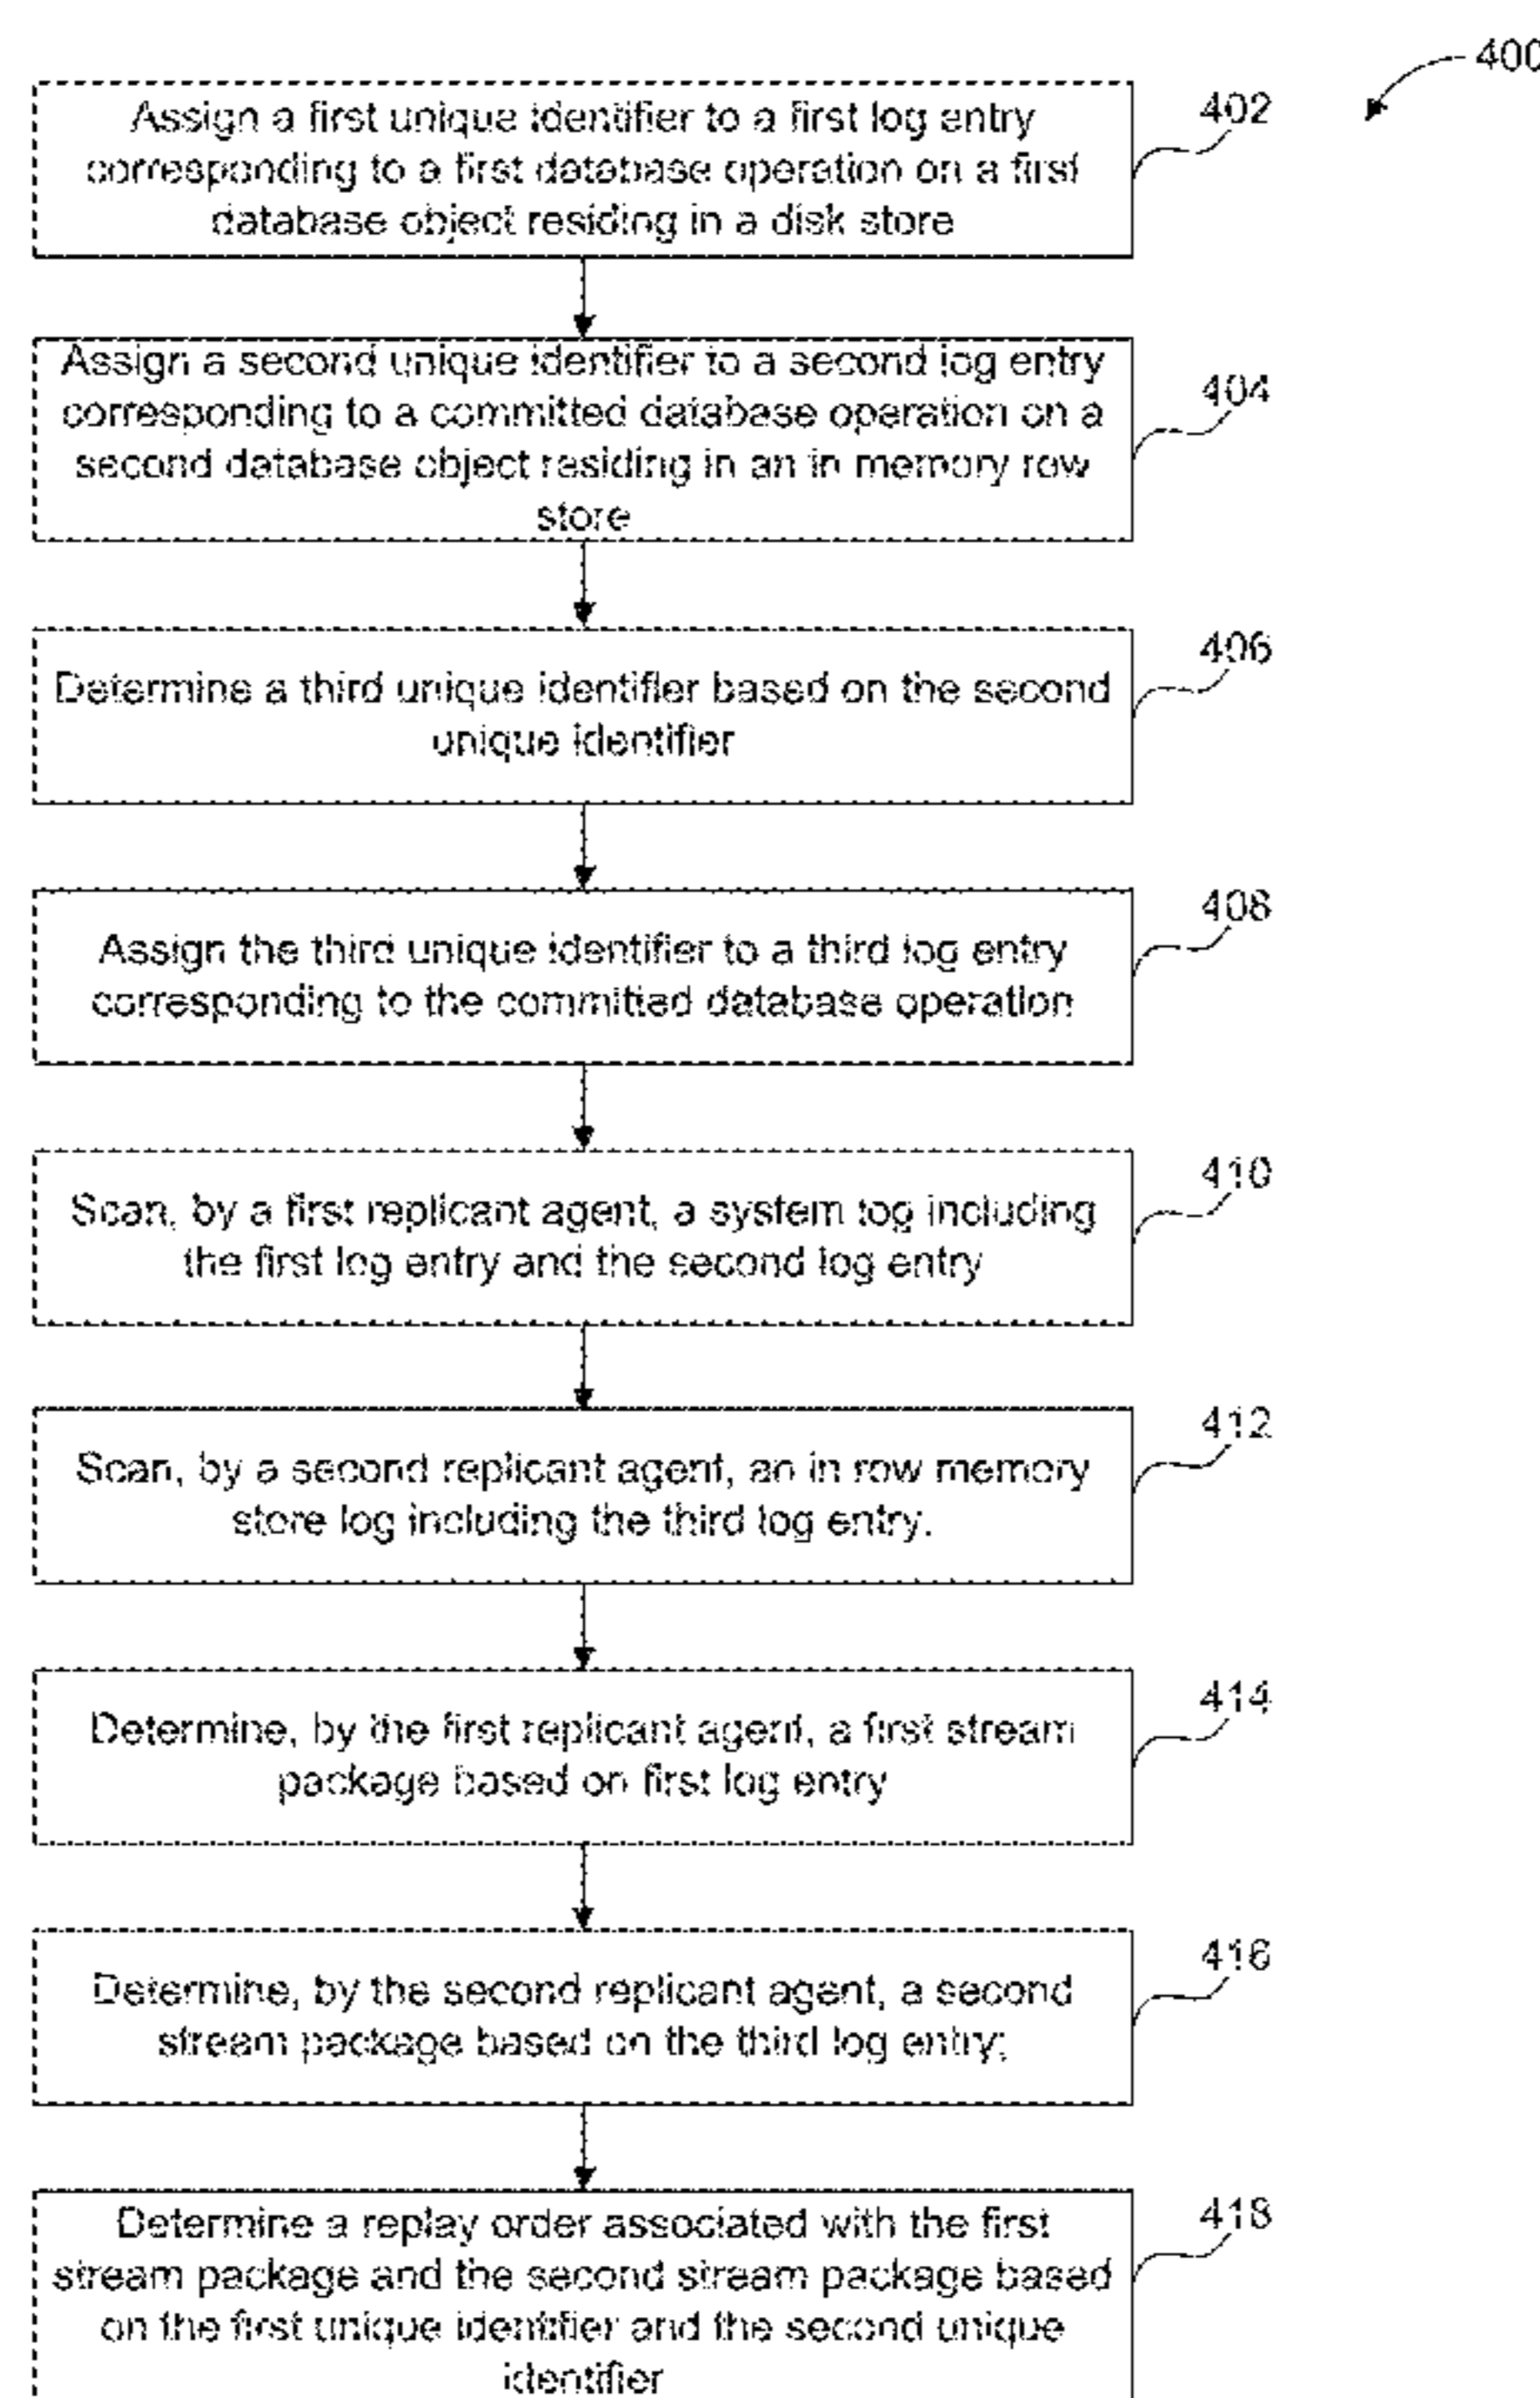 400
402
Assign a first unique identifier to a first log entry
corresponding to a first database operation on a first
database object residing in a disk store
404
Assign a second unique identifier to a second log entry
corresponding to a committed database operation on a
second database object residing in an in memory row
store
406
Determine a third unique identifier based on the second
unique identifier
408
Assign the third unique identifier to a third log entry
corresponding to the committed database operation
410
Scan, by a first replicant agent, a system log including
the first log entry and the second log entry
412
Scan, by a second replicant agent, an in row memory
store log including the third log entry.
414
Determine, by the first replicant agent, a first stream
package based on first log entry
416
Determine, by the second replicant agent, a second
stream package based on the third log entry;
418
Determine a replay order associated with the first
stream package and the second stream package based
on the first unique identifier and the second unique
identifier